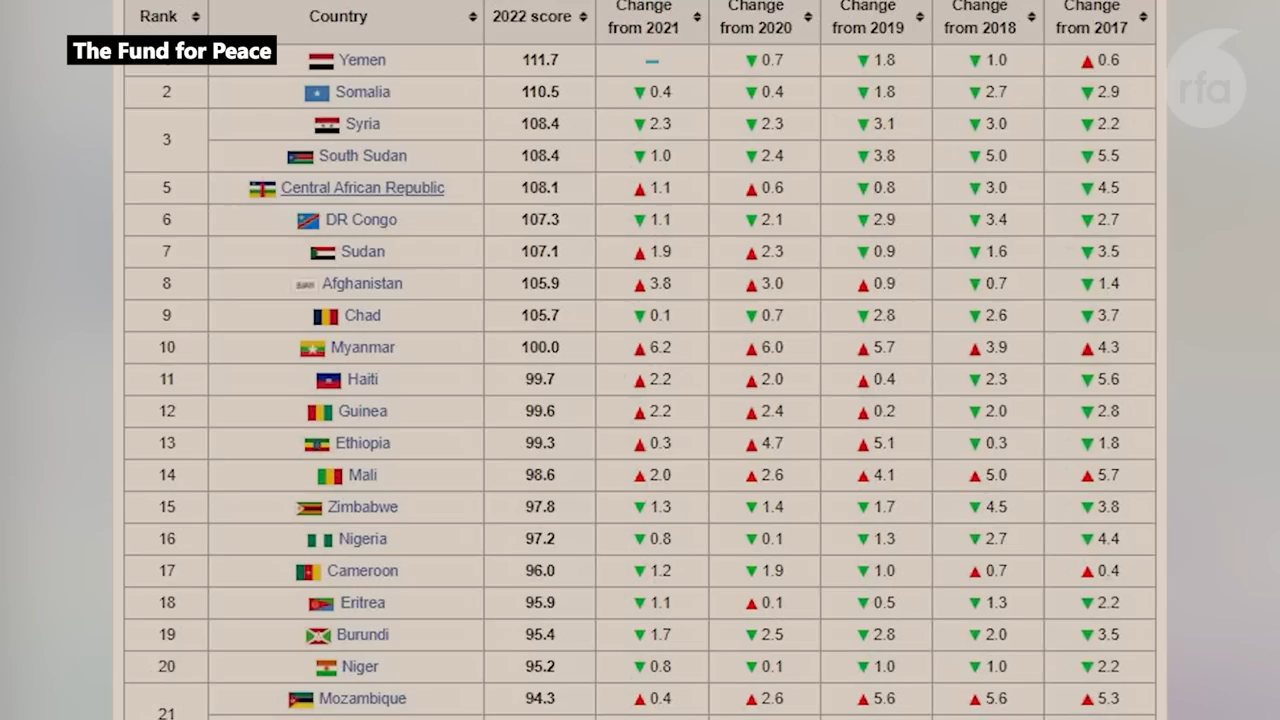 Rank Country 2022 score Change from 2021 Change from 2020 Change from 2019 Change from 2018 Change from 2017
The Fund for Peace
rfa
Yemen 111.7 – ▼ 0.7 ▼ 1.8 ▼ 1.0 ▲ 0.6
2 Somalia 110.5 ▼ 0.4 ▼ 0.4 ▼ 1.8 ▼ 2.7 ▼ 2.9
3 Syria 108.4 ▼ 2.3 ▼ 2.3 ▼ 3.1 ▼ 3.0 ▼ 2.2
South Sudan 108.4 ▼ 1.0 ▼ 2.4 ▼ 3.8 ▼ 5.0 ▼ 5.5
5 Central African Republic 108.1 ▲ 1.1 ▲ 0.6 ▼ 0.8 ▼ 3.0 ▼ 4.5
6 DR Congo 107.3 ▼ 1.1 ▼ 2.1 ▼ 2.9 ▼ 3.4 ▼ 2.7
7 Sudan 107.1 ▲ 1.9 ▲ 2.3 ▼ 0.9 ▼ 1.6 ▼ 3.5
8 Afghanistan 105.9 ▲ 3.8 ▲ 3.0 ▲ 0.9 ▼ 0.7 ▼ 1.4
9 Chad 105.7 ▼ 0.1 ▼ 0.7 ▼ 2.8 ▼ 2.6 ▼ 3.7
10 Myanmar 100.0 ▲ 6.2 ▲ 6.0 ▲ 5.7 ▲ 3.9 ▲ 4.3
11 Haiti 99.7 ▲ 2.2 ▲ 2.0 ▲ 0.4 ▼ 2.3 ▼ 5.6
12 Guinea 99.6 ▲ 2.2 ▲ 2.4 ▲ 0.2 ▼ 2.0 ▼ 2.8
13 Ethiopia 99.3 ▲ 0.3 ▲ 4.7 ▲ 5.1 ▼ 0.3 ▼ 1.8
14 Mali 98.6 ▲ 2.0 ▲ 2.6 ▲ 4.1 ▲ 5.0 ▲ 5.7
15 Zimbabwe 97.8 ▼ 1.3 ▼ 1.4 ▼ 1.7 ▼ 4.5 ▼ 3.8
16 Nigeria 97.2 ▼ 0.8 ▼ 0.1 ▼ 1.3 ▼ 2.7 ▼ 4.4
17 Cameroon 96.0 ▼ 1.2 ▼ 1.9 ▼ 1.0 ▲ 0.7 ▲ 0.4
18 Eritrea 95.9 ▼ 1.1 ▲ 0.1 ▼ 0.5 ▼ 1.3 ▼ 2.2
19 Burundi 95.4 ▼ 1.7 ▼ 2.5 ▼ 2.8 ▼ 2.0 ▼ 3.5
20 Niger 95.2 ▼ 0.8 ▼ 0.1 ▼ 1.0 ▼ 1.0 ▼ 2.2
21 Mozambique 94.3 ▲ 0.4 ▲ 2.6 ▲ 5.6 ▲ 5.6 ▲ 5.3